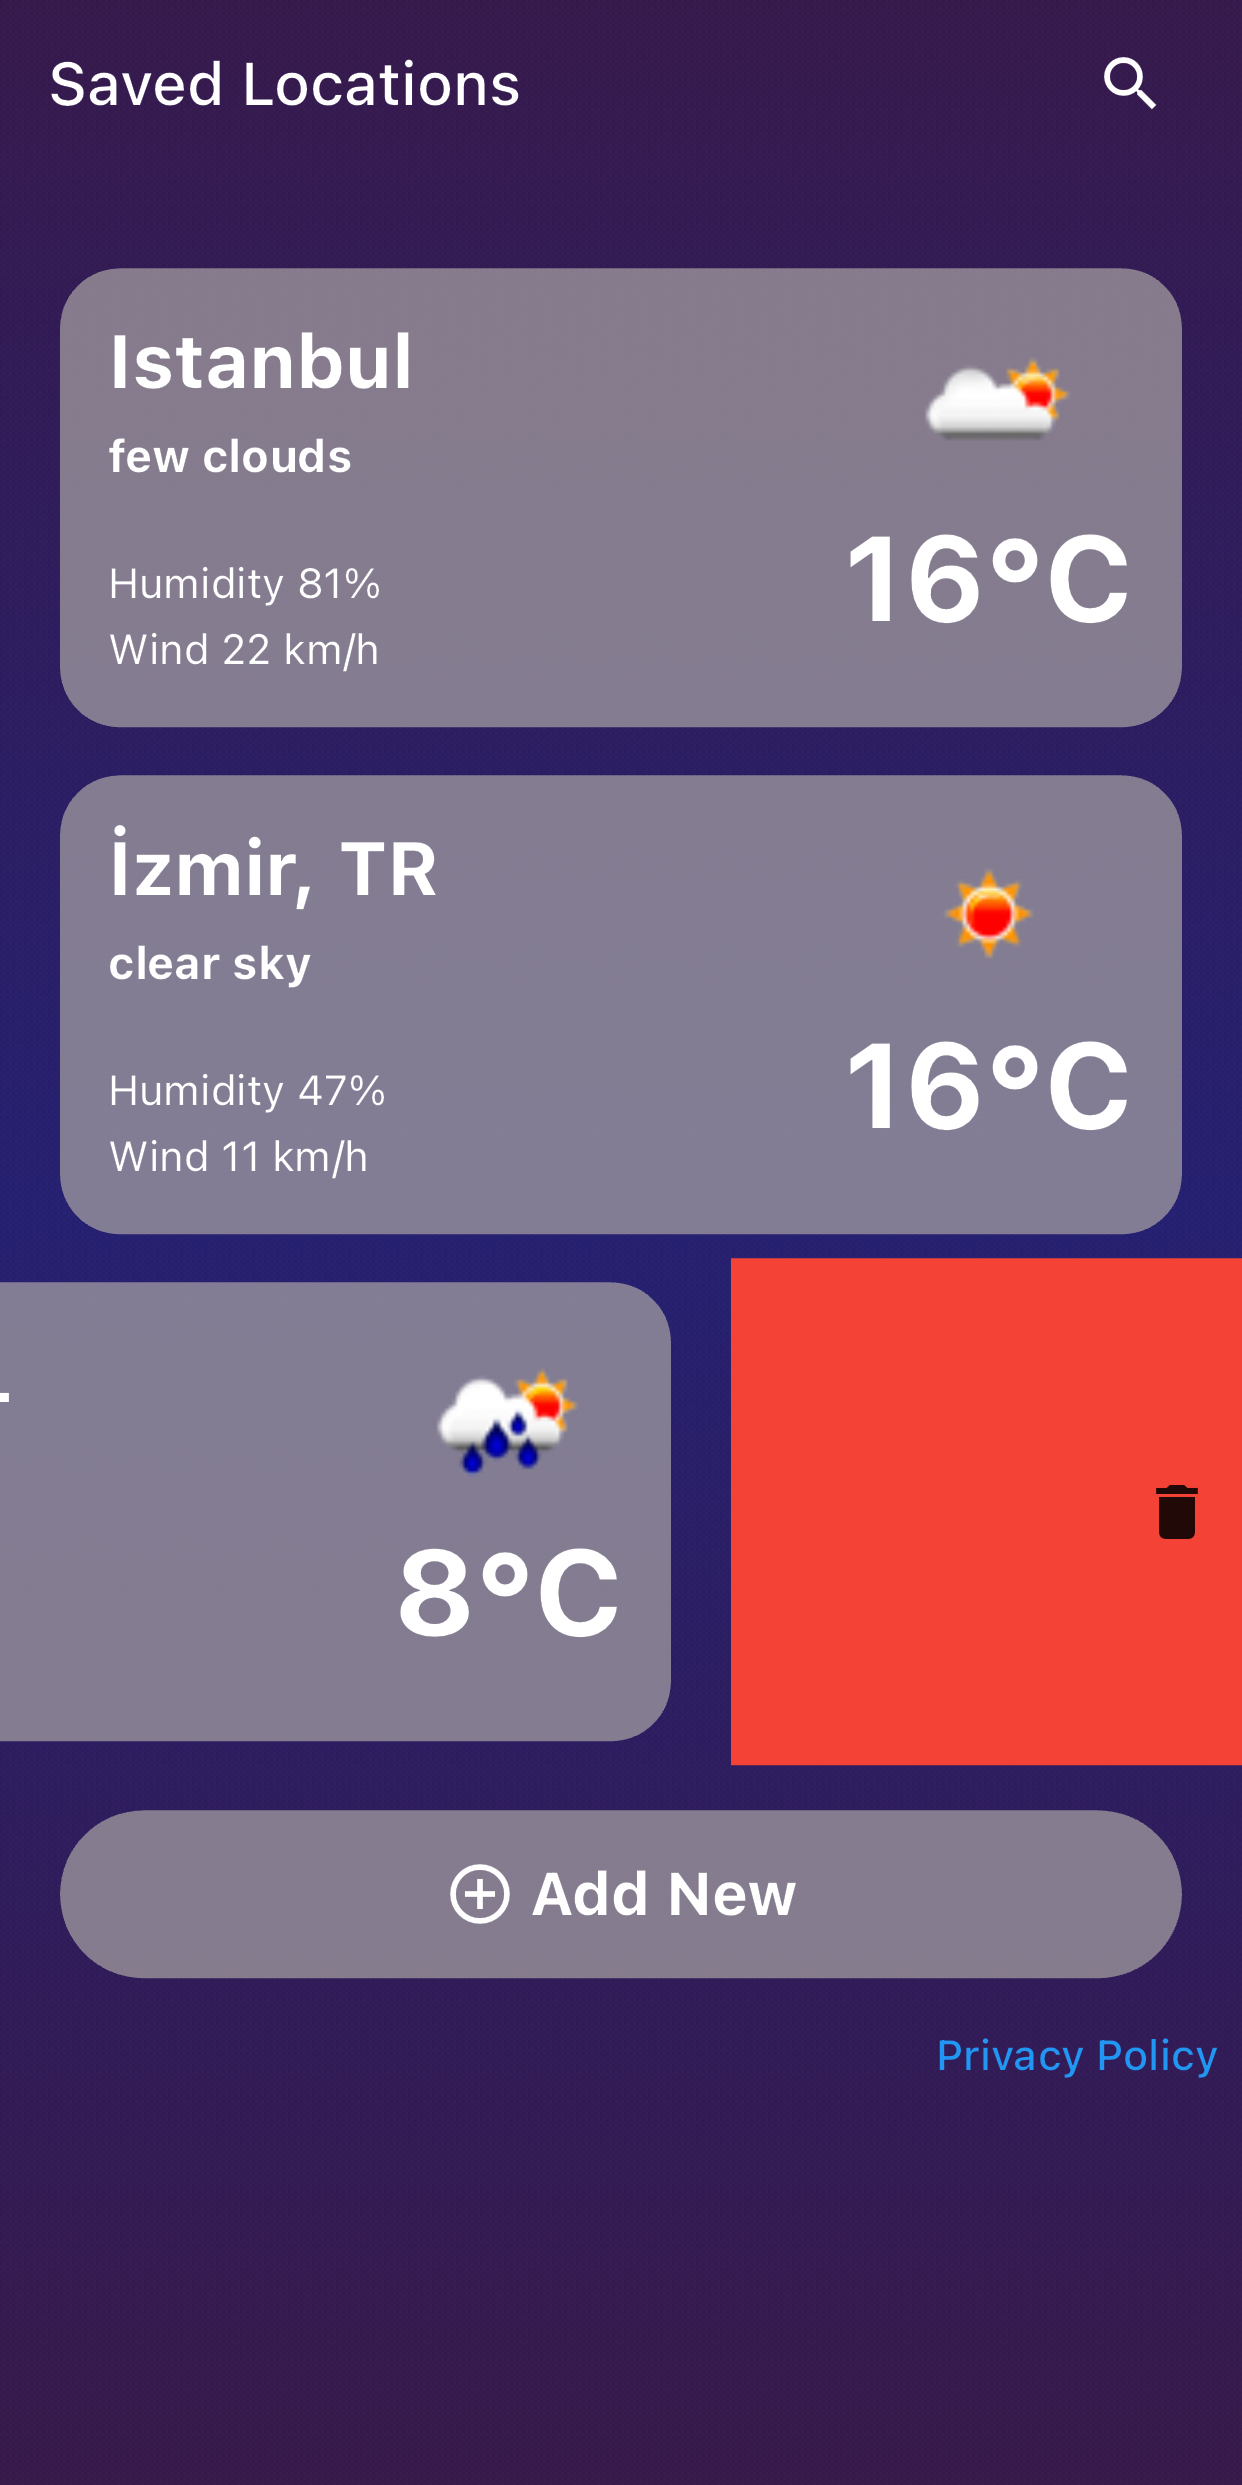 Saved Locations
Istanbul
few clouds
Humidity 81%
Wind 22 km/h
16°C
İzmir, TR
clear sky
Humidity 47%
Wind 11 km/h
16°C
8°C
Add New
Privacy Policy